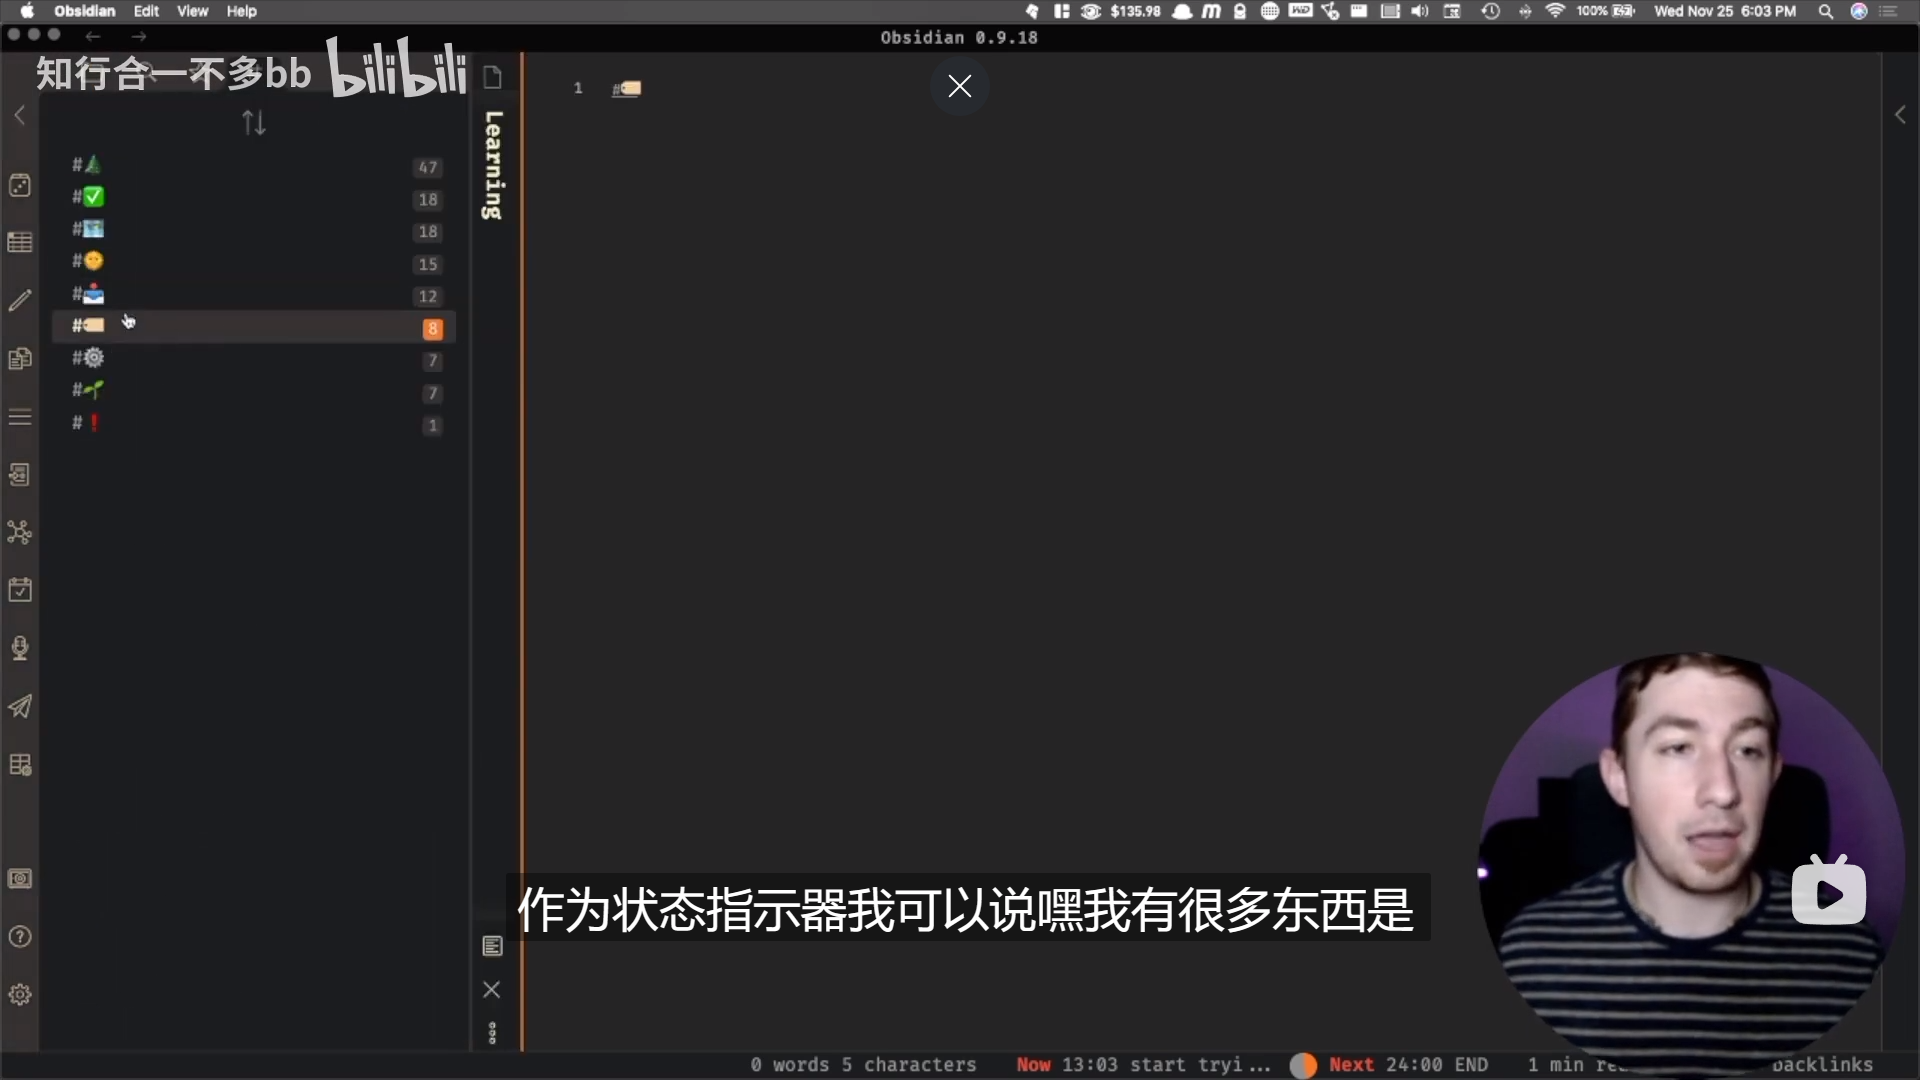 Obsidian Edit View Help
$135.98
100%
Wed Nov 25 6:03 PM
Obsidian 0.9.18
知行合一不多bb bilibili
#🌲 47
#✅ 18
18
#🌞 15
#📥 12
#🏷️ 8
#⚙️ 7
#🌱 7
#❗ 1
Learning
1 #🏷️
作为状态指示器我可以说嘿我有很多东西是
0 words 5 characters
Now 13:03 start tryi...
Next 24:00 END
1 min
backlinks